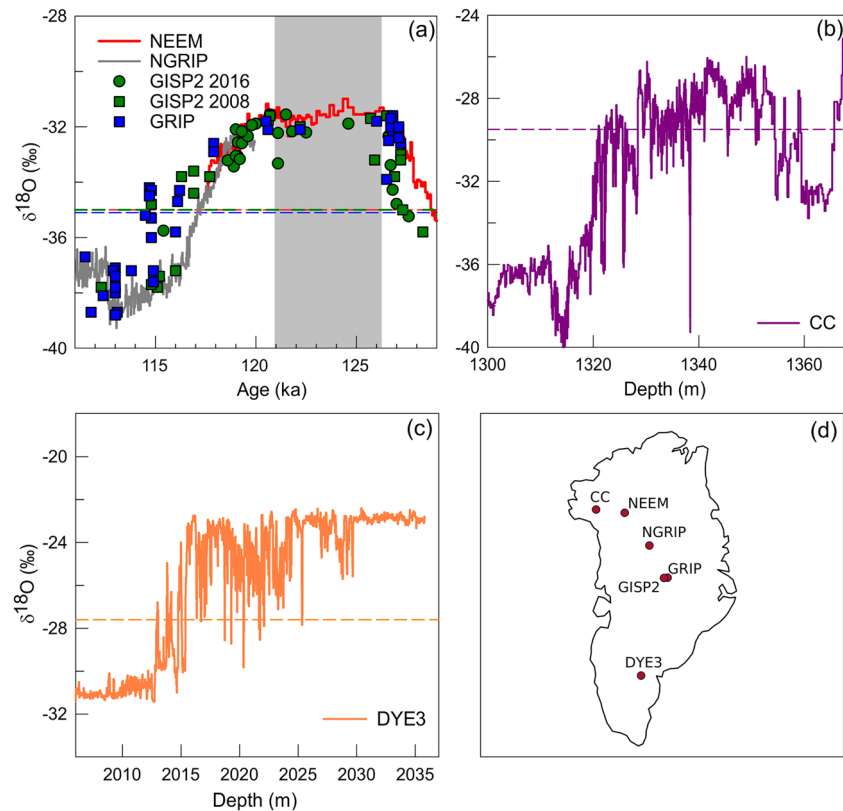 (a)
NEEM
NGRIP
GISP2 2016
GISP2 2008
GRIP
-28
-32
-36
-40
δ18O (‰)
115 120 125
Age (ka)
(b)
-24
-28
-32
-36
-40
CC
1300 1320 1340 1360
Depth (m)
(c)
-22
-24
-28
-32
δ18O (‰)
DYE3
2010 2015 2020 2025 2030 2035
Depth (m)
(d)
CC
NEEM
NGRIP
GRIP
GISP2
DYE3